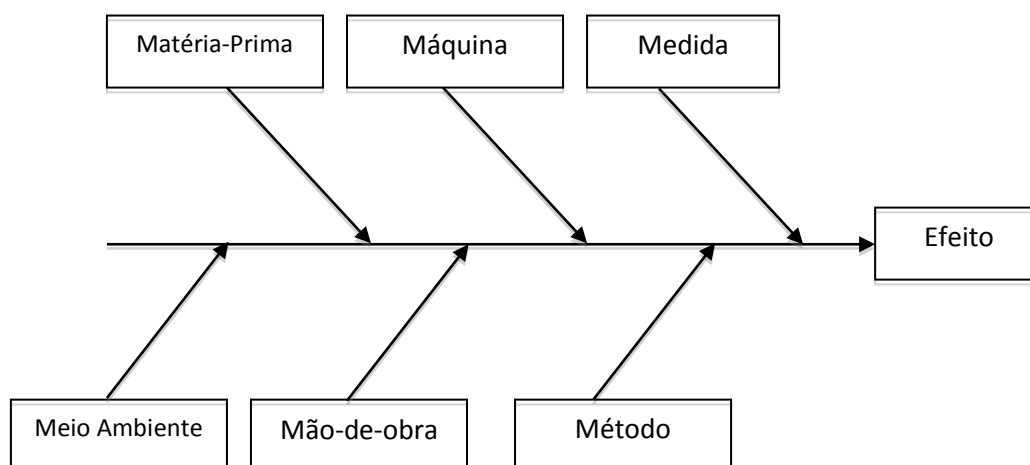 Matéria-Prima
Máquina
Medida
Efeito
Meio Ambiente
Mão-de-obra
Método